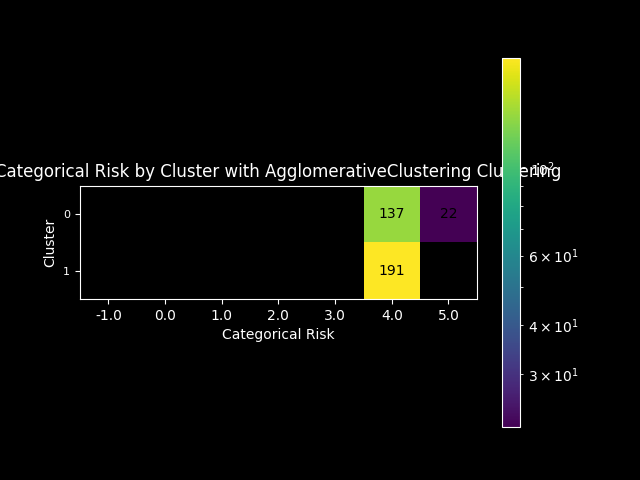 Categorical Risk by Cluster with AgglomerativeClustering Clustering
10²
0 137 22
Cluster
1 191
6 × 10¹
4 × 10¹
3 × 10¹
-1.0 0.0 1.0 2.0 3.0 4.0 5.0
Categorical Risk